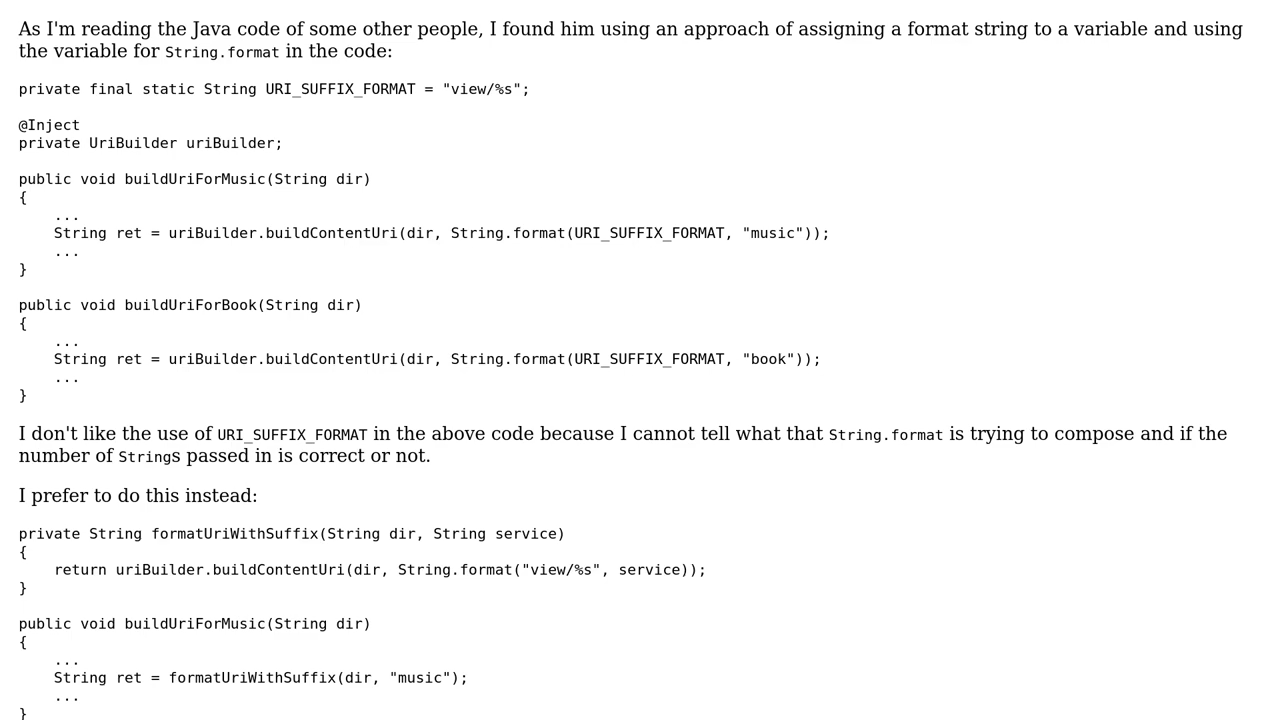 As I'm reading the Java code of some other people, I found him using an approach of assigning a format string to a variable and using
the variable for String.format in the code:
private final static String URI_SUFFIX_FORMAT = "view/%s";
@Inject
private UriBuilder uriBuilder;
public void buildUriForMusic(String dir)
{
    ...
    String ret = uriBuilder.buildContentUri(dir, String.format(URI_SUFFIX_FORMAT, "music"));
    ...
}
public void buildUriForBook(String dir)
{
    ...
    String ret = uriBuilder.buildContentUri(dir, String.format(URI_SUFFIX_FORMAT, "book"));
    ...
}
I don't like the use of URI_SUFFIX_FORMAT in the above code because I cannot tell what that String.format is trying to compose and if the
number of Strings passed in is correct or not.
I prefer to do this instead:
private String formatUriWithSuffix(String dir, String service)
{
    return uriBuilder.buildContentUri(dir, String.format("view/%s", service));
}
public void buildUriForMusic(String dir)
{
    ...
    String ret = formatUriWithSuffix(dir, "music");
    ...
}